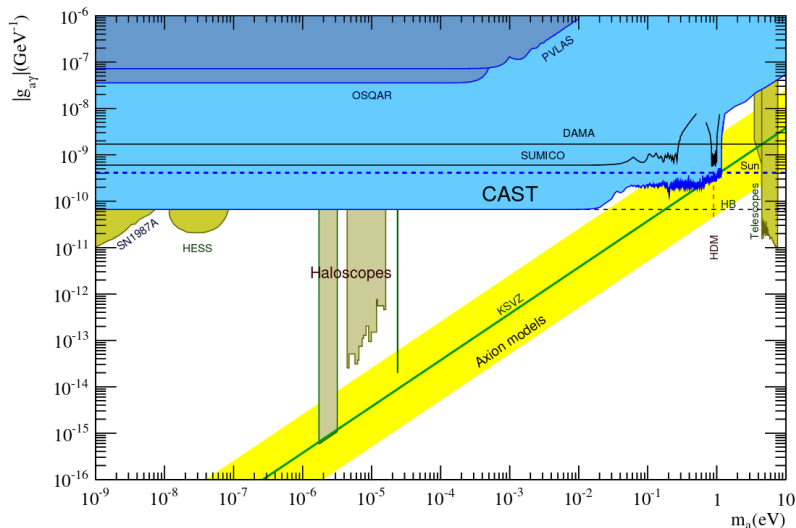 |g_aγ|(GeV⁻¹)
10⁻⁶
10⁻⁷
10⁻⁸
10⁻⁹
10⁻¹⁰
10⁻¹¹
10⁻¹²
10⁻¹³
10⁻¹⁴
10⁻¹⁵
10⁻¹⁶
PVLAS
OSQAR
DAMA
SUMICO
Sun
CAST
HB
SN1987A
HESS
Haloscopes
HDM
Telescopes
KSVZ
Axion models
10⁻⁹ 10⁻⁸ 10⁻⁷ 10⁻⁶ 10⁻⁵ 10⁻⁴ 10⁻³ 10⁻² 10⁻¹ 1 10
m_a(eV)